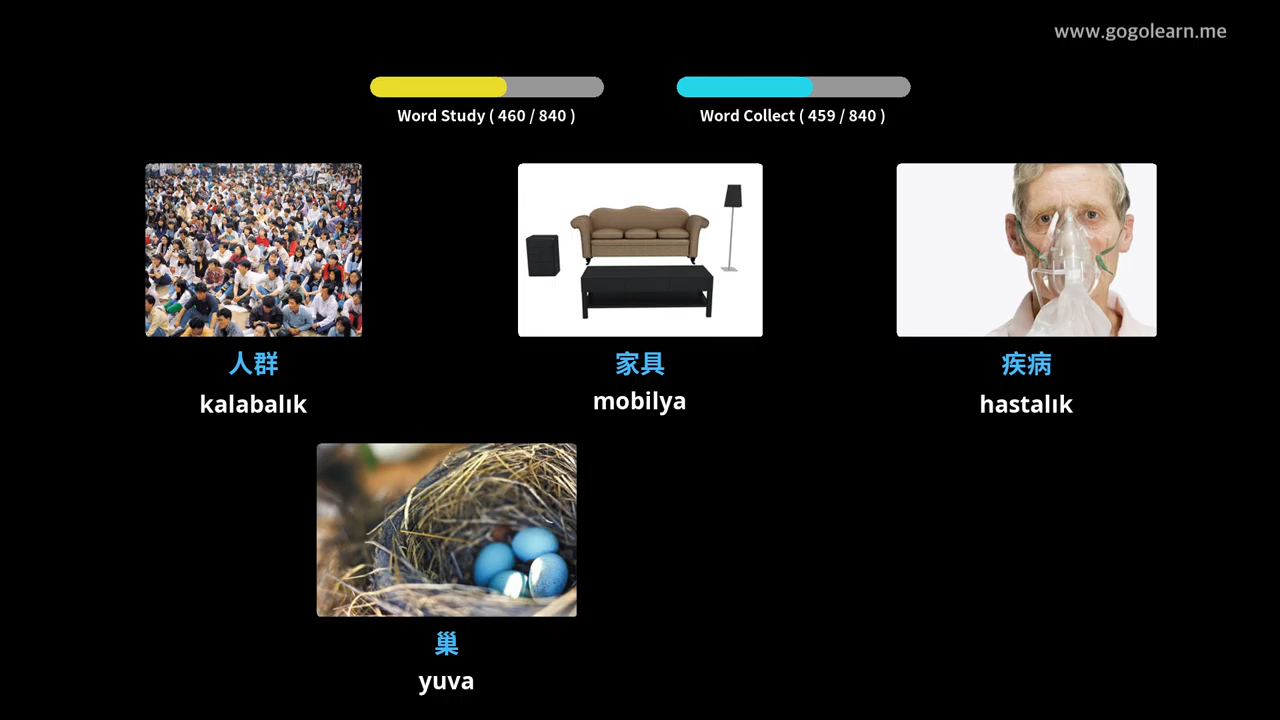 www.gogolearn.me
Word Study ( 460 / 840 )
Word Collect ( 459 / 840 )
人群
kalabalık
家具
mobilya
疾病
hastalık
巢
yuva